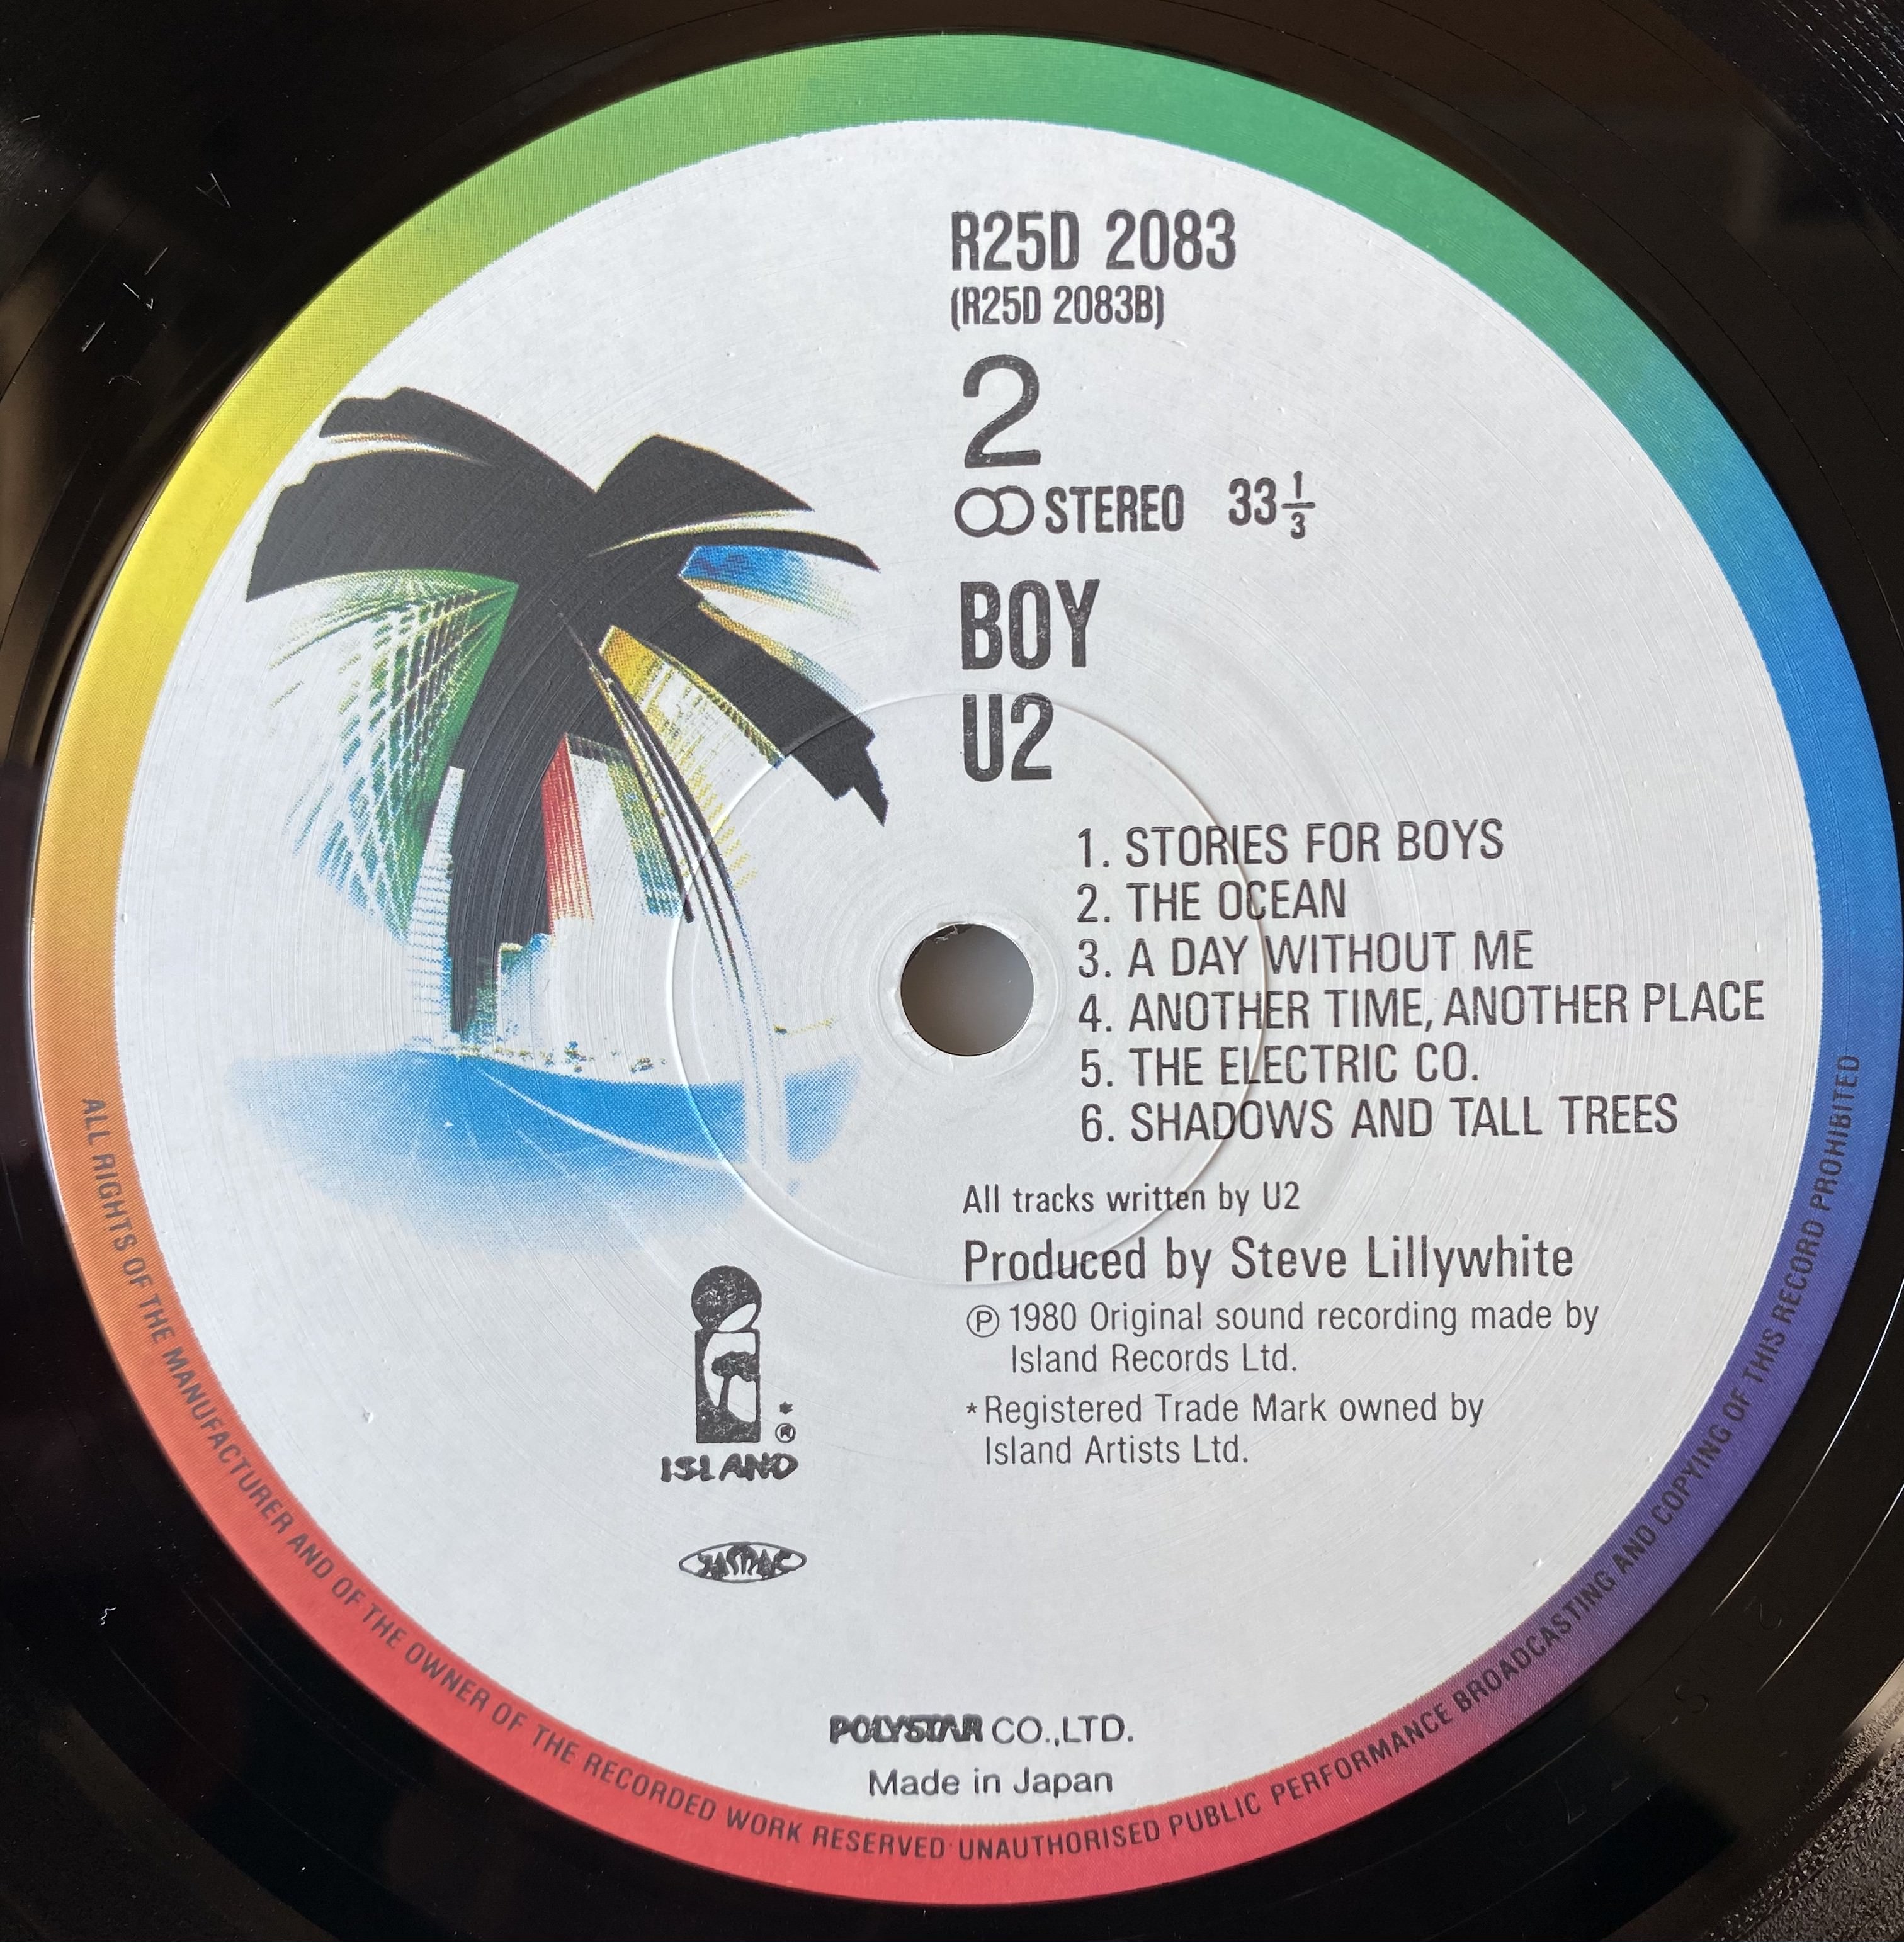 R25D 2083
(R25D 2083B)
2
STEREO 33 1/3
BOY
U2
1. STORIES FOR BOYS
2. THE OCEAN
3. A DAY WITHOUT ME
4. ANOTHER TIME, ANOTHER PLACE
5. THE ELECTRIC CO.
6. SHADOWS AND TALL TREES
All tracks written by U2
Produced by Steve Lillywhite
Ⓟ 1980 Original sound recording made by
Island Records Ltd.
*Registered Trade Mark owned by
Island Artists Ltd.
*
®
ISLAND
POLYSTAR CO.,LTD.
Made in Japan
ALL RIGHTS OF THE MANUFACTURER AND OF THE OWNER OF THE RECORDED WORK RESERVED · UNAUTHORISED PUBLIC PERFORMANCE BROADCASTING AND COPYING OF THIS RECORD PROHIBITED